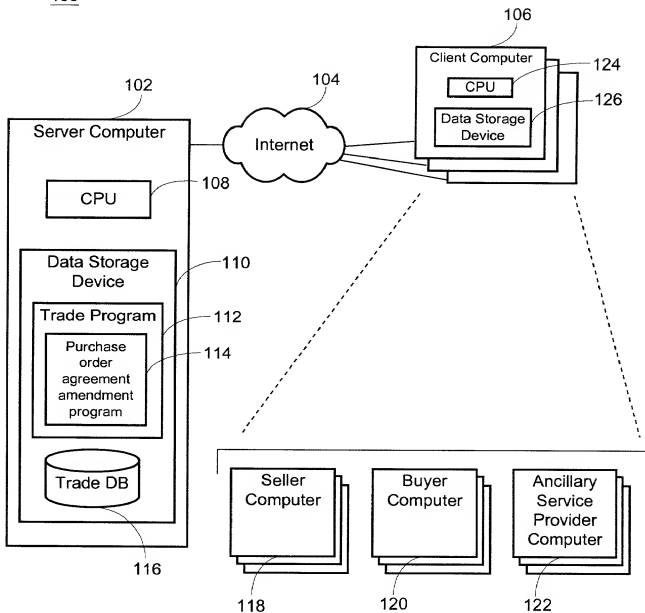 106
Client Computer
CPU
124
Data Storage
Device
126
104
Internet
102
Server Computer
CPU
108
Data Storage
Device
110
Trade Program
112
Purchase
order
agreement
amendment
program
114
Trade DB
116
Seller
Computer
118
Buyer
Computer
120
Ancillary
Service
Provider
Computer
122